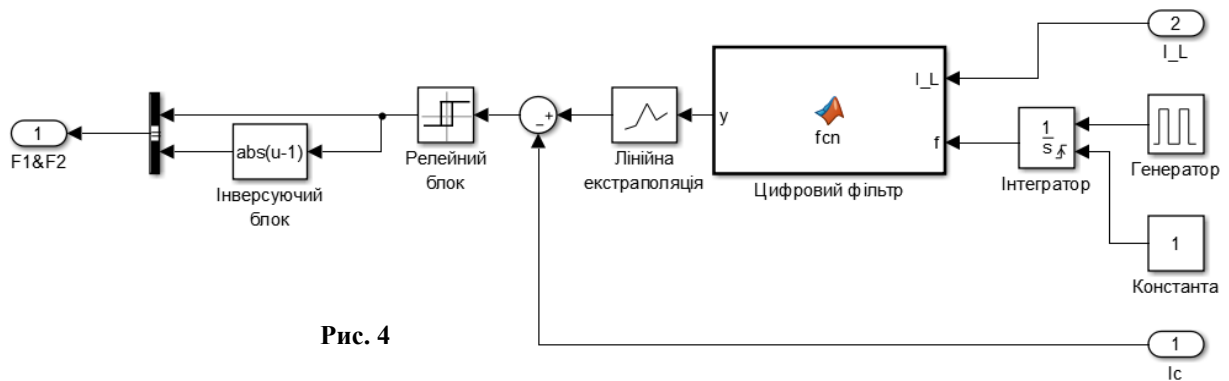 2
I_L
I_L
y
fcn
f
1
s
Інтегратор
Генератор
Цифровий фільтр
Лінійна
екстраполяція
− +
Релейний
блок
abs(u-1)
Інверсуючий
блок
1
F1&F2
1
Константа
Рис. 4
1
Ic